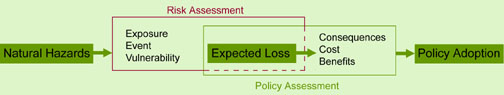 Risk Assessment
Natural Hazards
Exposure
Event
Vulnerability
Expected Loss
Consequences
Cost
Benefits
Policy Adoption
Policy Assessment